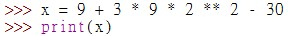 >>> x = 9 + 3 * 9 * 2 ** 2 - 30
>>> print(x)